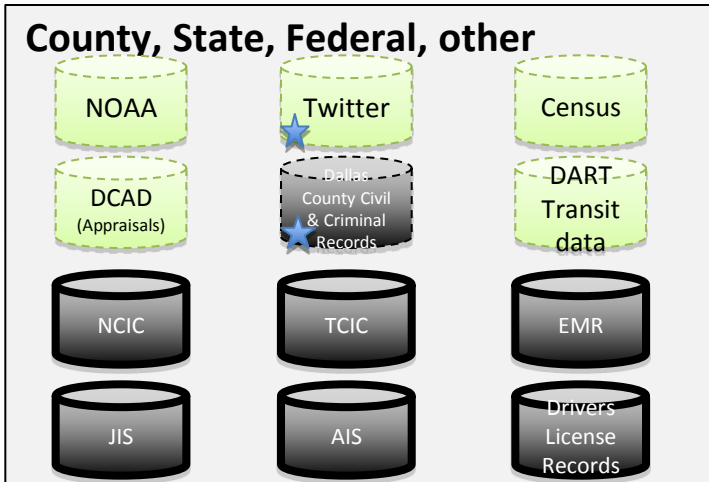 County, State, Federal, other
NOAA
Twitter
Census
DCAD
(Appraisals)
Dallas
County Civil
& Criminal
Records
DART
Transit
data
NCIC
TCIC
EMR
JIS
AIS
Drivers
License
Records